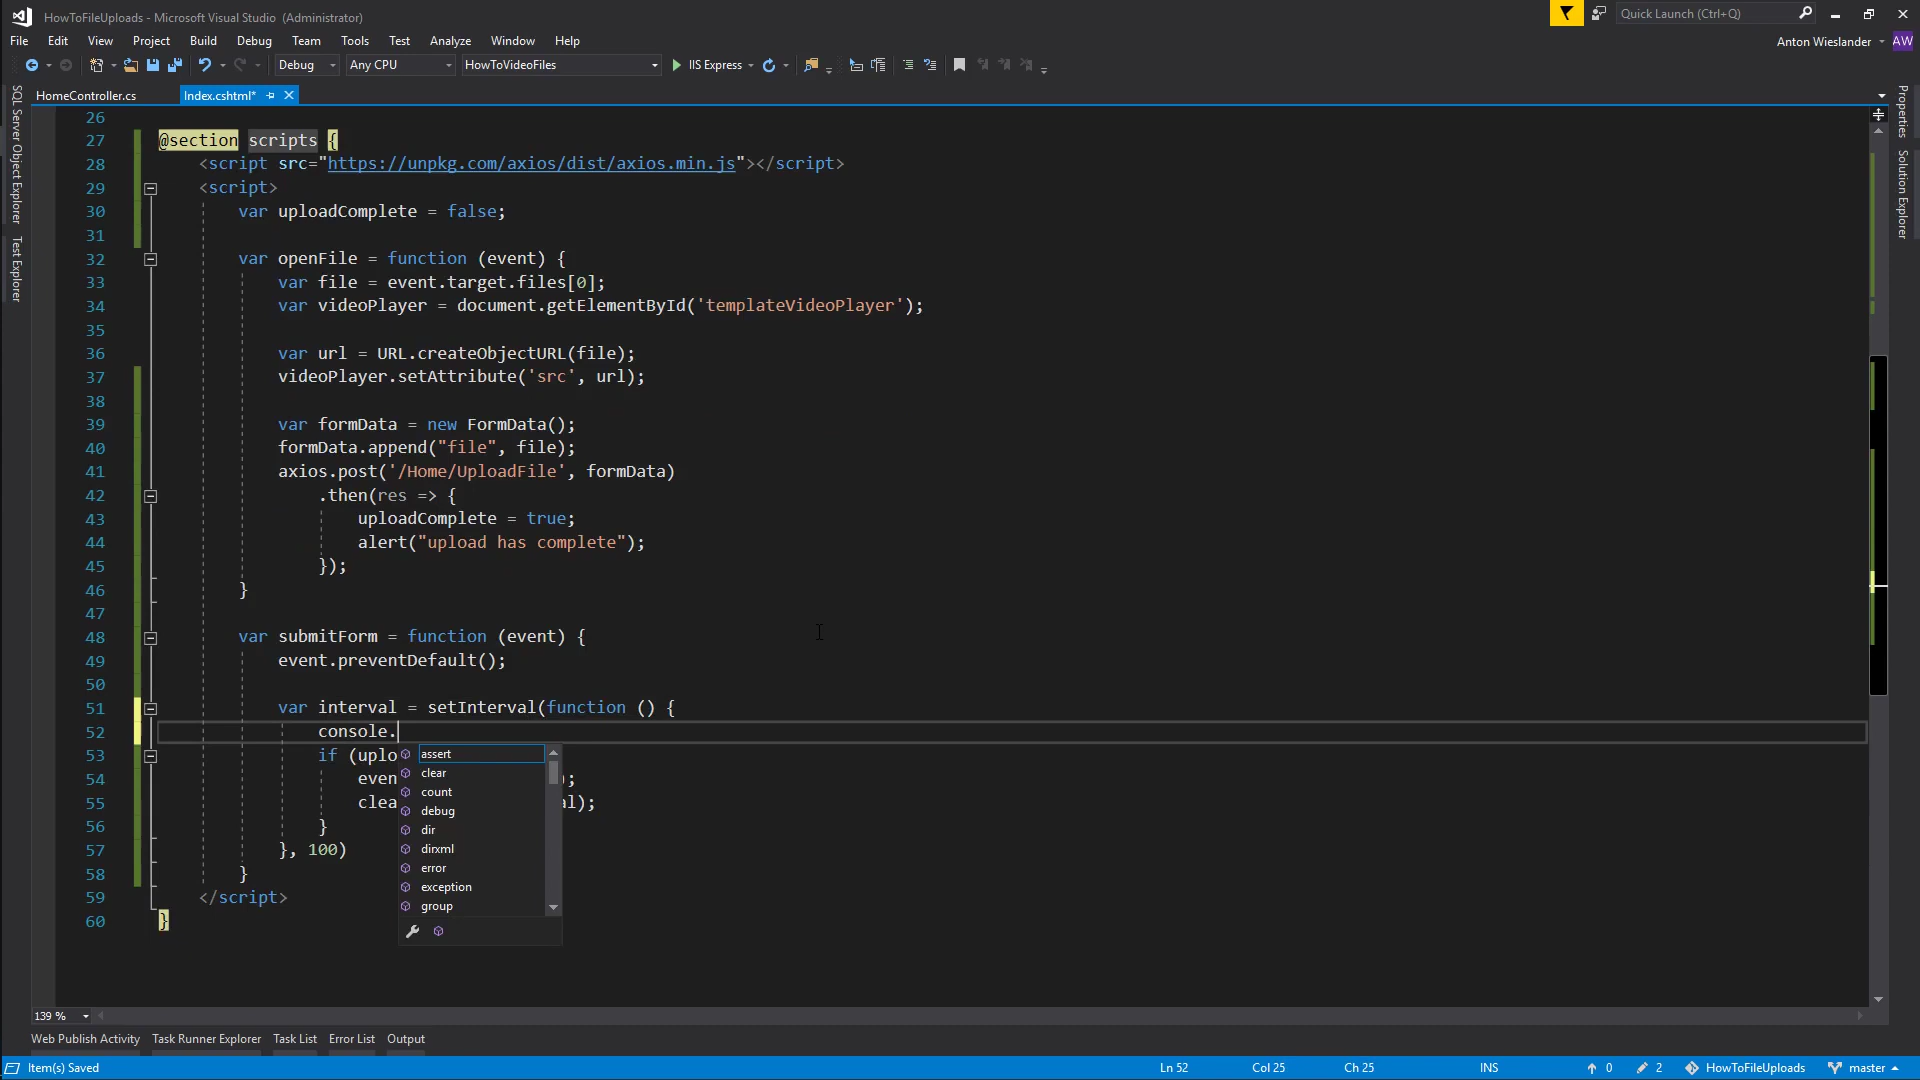 HowToFileUploads - Microsoft Visual Studio (Administrator)
Quick Launch (Ctrl+Q)
File Edit View Project Build Debug Team Tools Test Analyze Window Help
Anton Wieslander AW
Debug Any CPU HowToVideoFiles IIS Express
HomeController.cs Index.cshtml*
SQL Server Object Explorer
Test Explorer
Properties
Solution Explorer
26
27 @section scripts {
28 <script src="https://unpkg.com/axios/dist/axios.min.js"></script>
29 <script>
30 var uploadComplete = false;
31
32 var openFile = function (event) {
33 var file = event.target.files[0];
34 var videoPlayer = document.getElementById('templateVideoPlayer');
35
36 var url = URL.createObjectURL(file);
37 videoPlayer.setAttribute('src', url);
38
39 var formData = new FormData();
40 formData.append("file", file);
41 axios.post('/Home/UploadFile', formData)
42 .then(res => {
43 uploadComplete = true;
44 alert("upload has complete");
45 });
46 }
47
48 var submitForm = function (event) {
49 event.preventDefault();
50
51 var interval = setInterval(function () {
52 console.
53 if (uplo
54 even );
55 clea al);
56 }
57 }, 100)
58 }
59 </script>
60 }
assert
clear
count
debug
dir
dirxml
error
exception
group
139 %
Web Publish Activity Task Runner Explorer Task List Error List Output
Item(s) Saved Ln 52 Col 25 Ch 25 INS 0 2 HowToFileUploads master